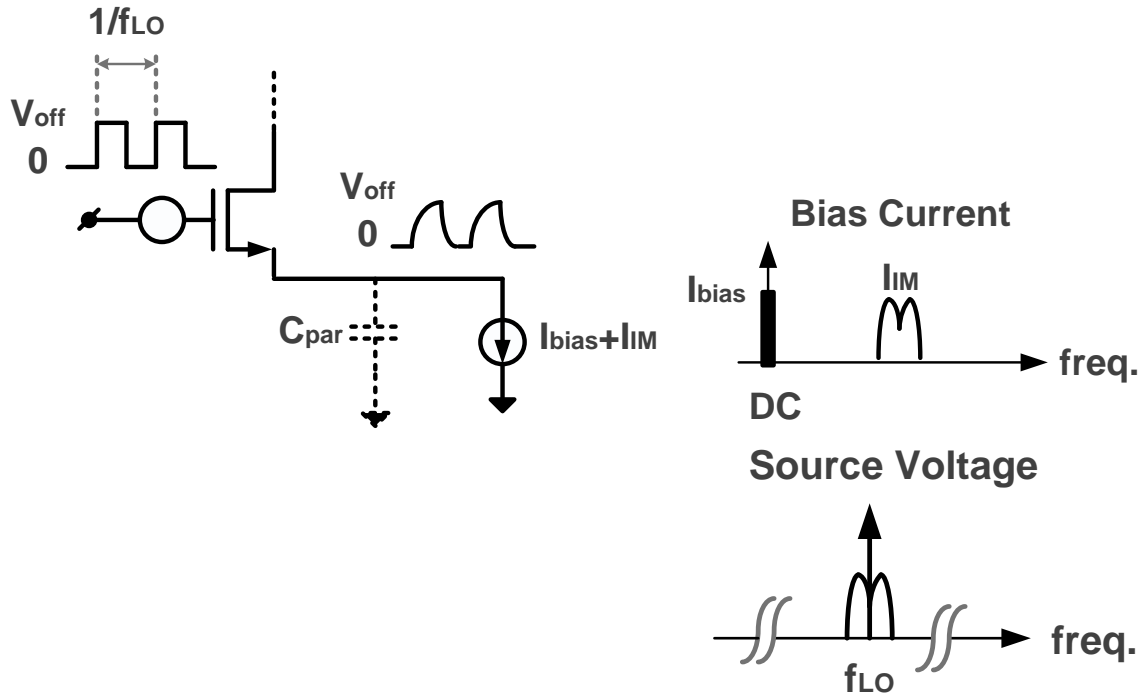 1/fLO
Voff
0
Voff
0
Cpar
Ibias+IIM
Bias Current
Ibias
IIM
freq.
DC
Source Voltage
freq.
fLO